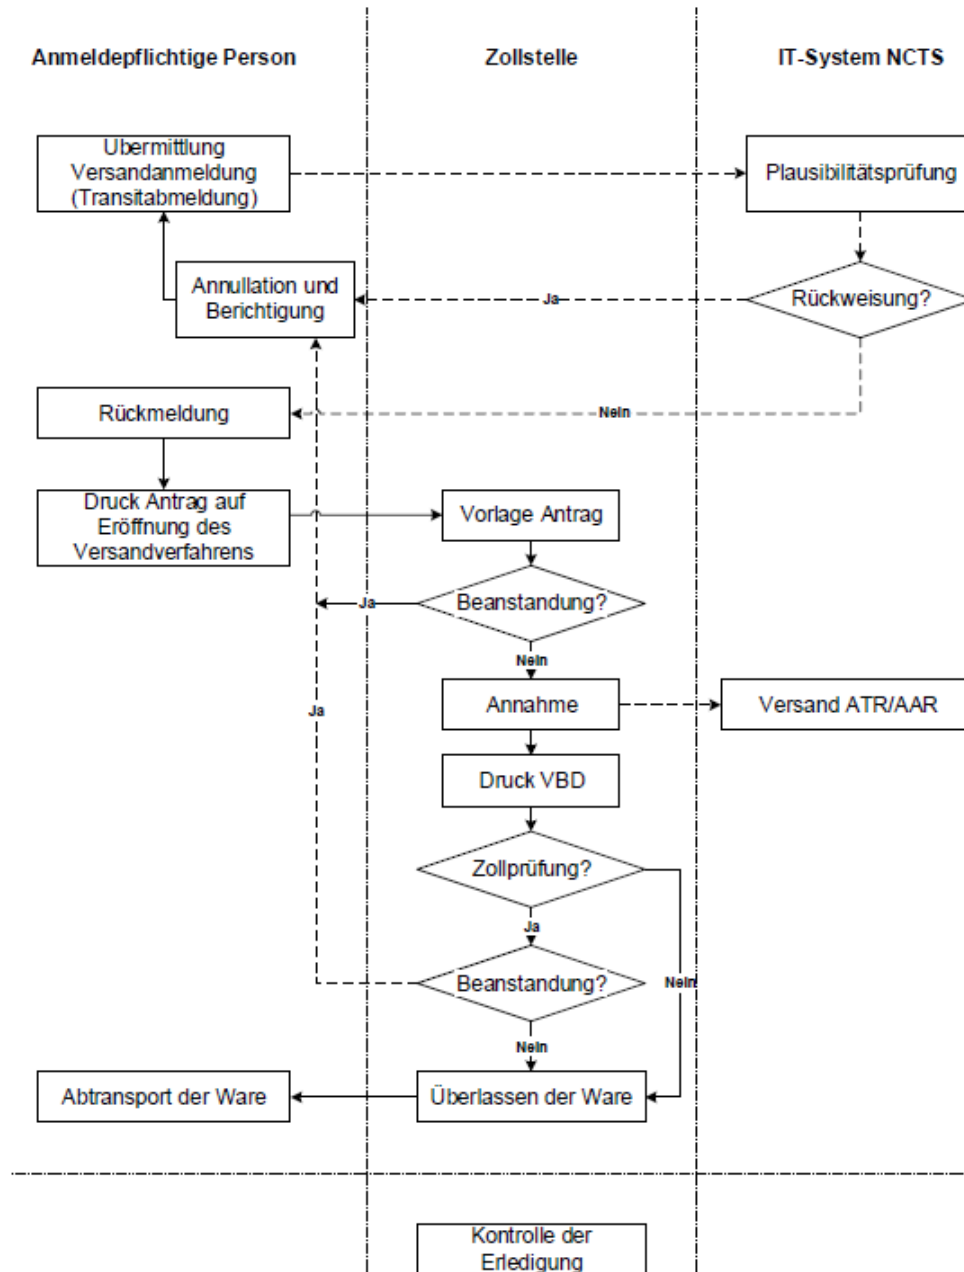 Anmeldepflichtige Person
Zollstelle
IT-System NCTS
Übermittlung
Versandanmeldung
(Transitabmeldung)
Plausibilitätsprüfung
Annullation und
Berichtigung
Ja
Rückweisung?
Rückmeldung
Nein
Druck Antrag auf
Eröffnung des
Versandverfahrens
Vorlage Antrag
Ja
Beanstandung?
Nein
Ja
Annahme
Versand ATR/AAR
Druck VBD
Zollprüfung?
Ja
Beanstandung?
Nein
Nein
Abtransport der Ware
Überlassen der Ware
Kontrolle der
Erledigung